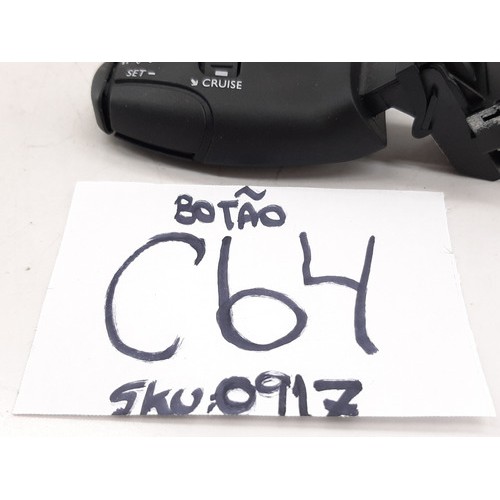 SET -
CRUISE
BOTÃO
C64
SKU:0917